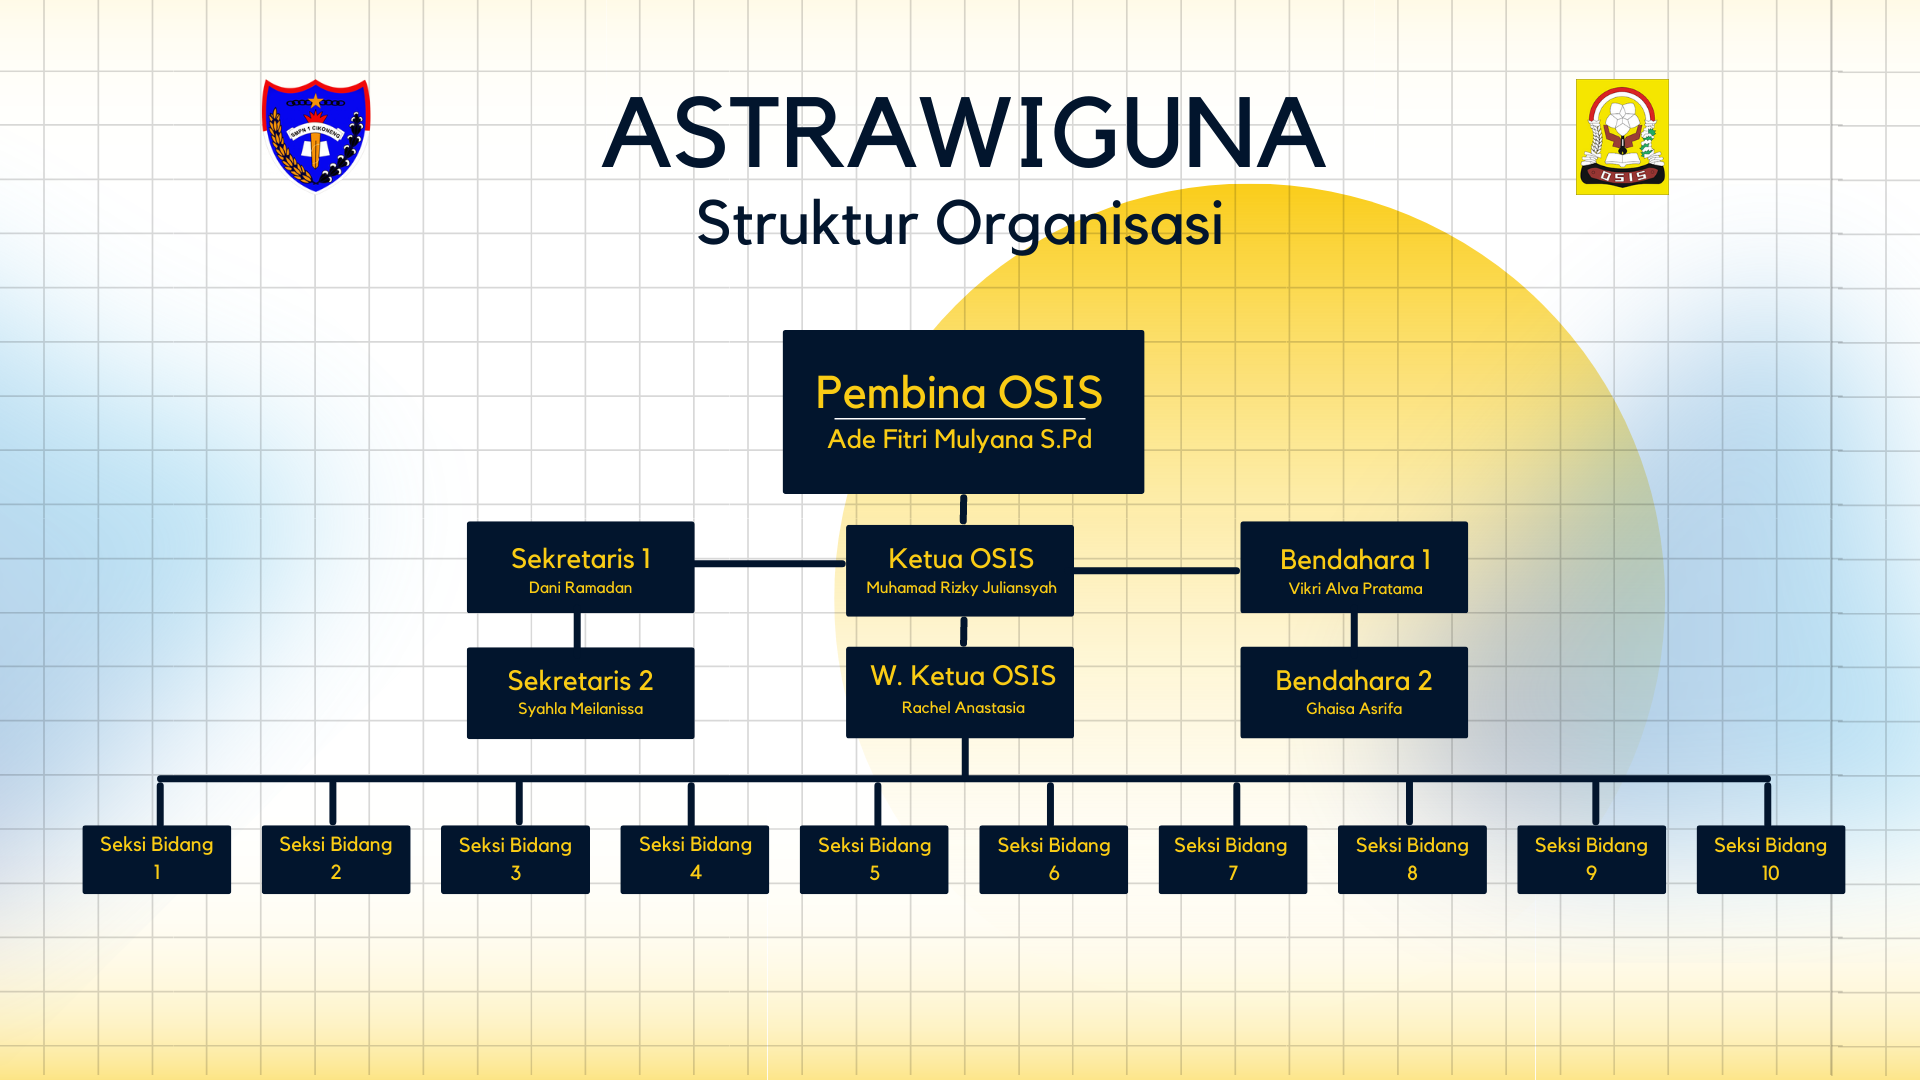 SMPN 1 CIKONENG
ASTRAWIGUNA
Struktur Organisasi
OSIS
Pembina OSIS
Ade Fitri Mulyana S.Pd
Sekretaris 1
Dani Ramadan
Ketua OSIS
Muhamad Rizky Juliansyah
Bendahara 1
Vikri Alva Pratama
Sekretaris 2
Syahla Meilanissa
W. Ketua OSIS
Rachel Anastasia
Bendahara 2
Ghaisa Asrifa
Seksi Bidang
1
Seksi Bidang
2
Seksi Bidang
3
Seksi Bidang
4
Seksi Bidang
5
Seksi Bidang
6
Seksi Bidang
7
Seksi Bidang
8
Seksi Bidang
9
Seksi Bidang
10